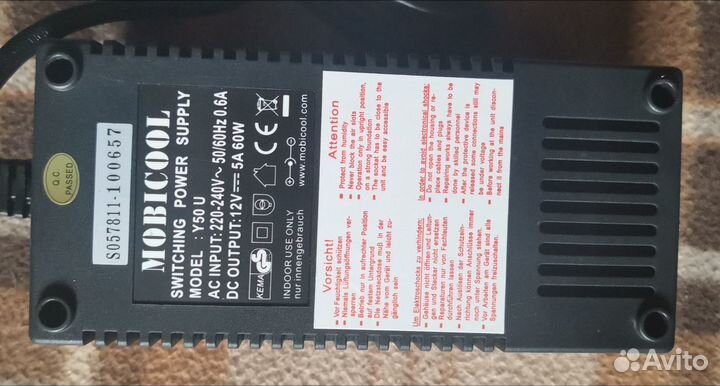 Q.C.
PASSED
S057811-100657
MOBICOOL
SWITCHING POWER SUPPLY
MODEL : Y50 U
AC INPUT: 220-240V~ 50/60Hz 0.6A
DC OUTPUT:12V⎓5A 60W
KEMA
GS
CE
INDOOR USE ONLY
nur innengebrauch
www.mobicool.com
Attention
Protect from humidity
Never block the air slots
Operation only in upright position,
on a strong foundation
The socket has to be close to the
unit and be easy accessible
In order to avoid electronical shocks:
Do not open the housing or re-
place cables and plugs
Repairing works always have to be
done by skilled personnel
After the protective device is
released some connections still may
be under voltage
Before working at the unit discon-
nect it from the mains
Vorsicht!
Vor Feuchtigkeit schützen
Niemals Lüftungsöffnungen ver-
sperren
Betrieb nur in aufrechter Position
auf festem Untergrund
Die Netzsteckdose muß in der
Nähe vom Gerät und leicht zu-
gänglich sein
Um Elektroschocks zu verhindern:
Gehäuse nicht öffnen und Leitun-
gen und Stecker nicht ersetzen
Reparaturen nur von Fachleuten
durchführen lassen
Nach Auslösen der Schutzein-
richtung können Anschlüsse immer
noch unter Spannung stehen
Vor Arbeiten am Gerät sind alle
Spannungen freizuschalten.
Avito